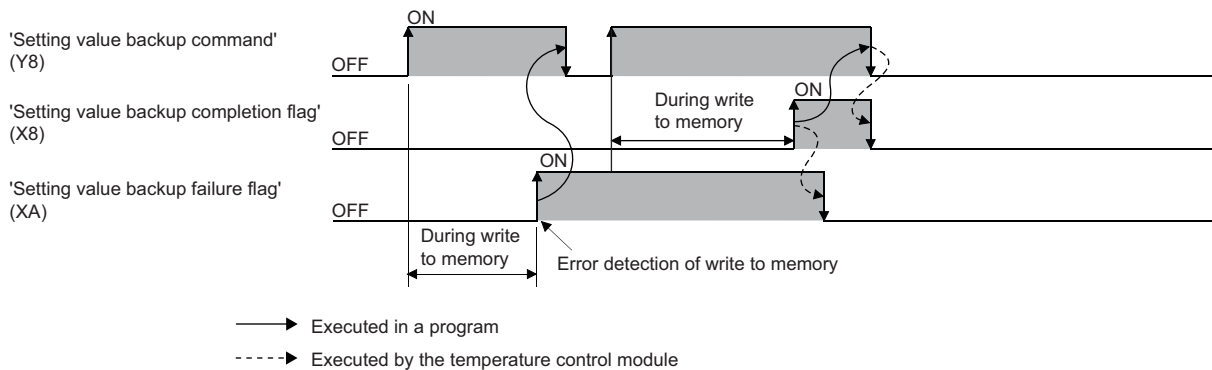 ON
'Setting value backup command'
(Y8)
OFF
'Setting value backup completion flag'
(X8)
During write
to memory
ON
OFF
'Setting value backup failure flag'
(XA)
ON
OFF
During write
to memory
Error detection of write to memory
Executed in a program
Executed by the temperature control module